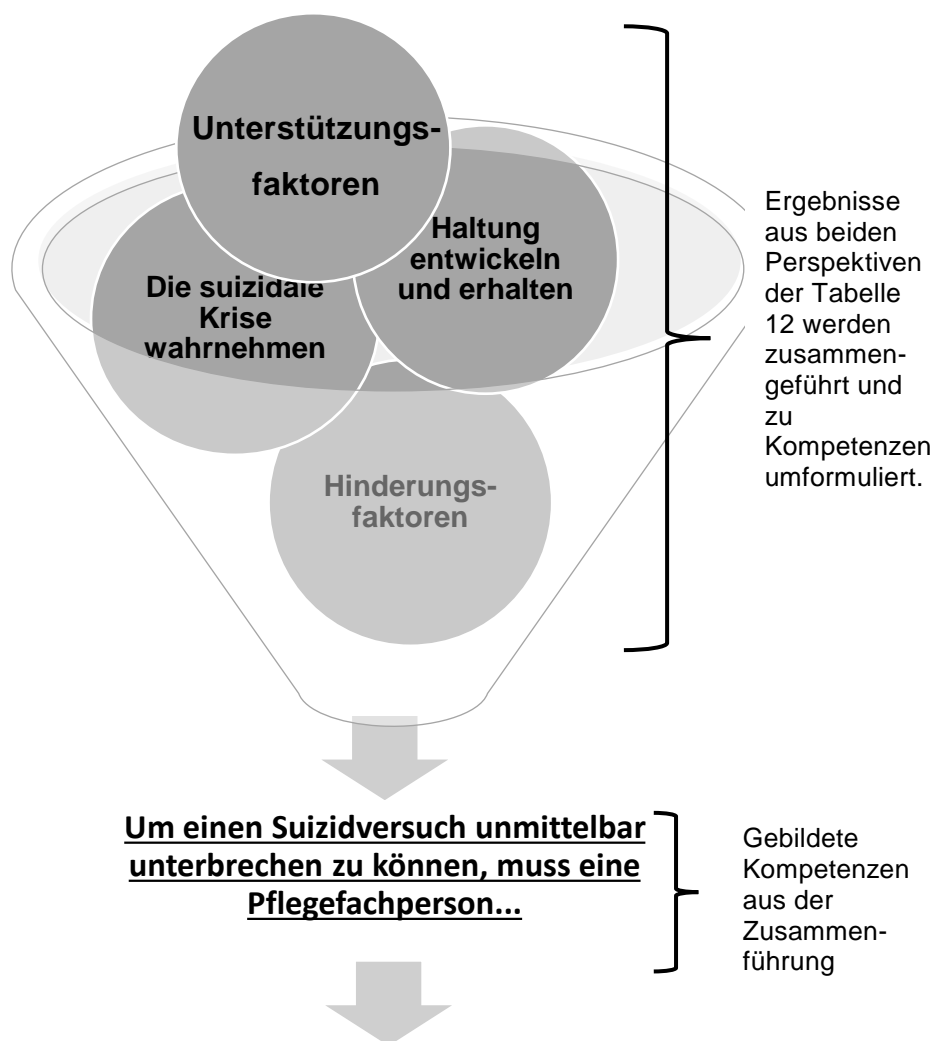 Unterstützungs-
faktoren
Haltung
entwickeln
und erhalten
Die suizidale
Krise
wahrnehmen
Hinderungs-
faktoren
Ergebnisse
aus beiden
Perspektiven
der Tabelle
12 werden
zusammen-
geführt und
zu
Kompetenzen
umformuliert.
Um einen Suizidversuch unmittelbar
unterbrechen zu können, muss eine
Pflegefachperson...
Gebildete
Kompetenzen
aus der
Zusammen-
führung